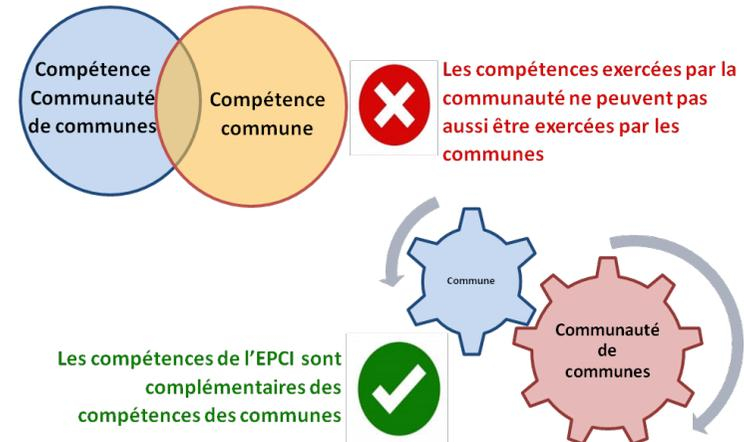 Compétence
Communauté
de communes
Compétence
commune
Les compétences exercées par la
communauté ne peuvent pas
aussi être exercées par les
communes
Commune
Communauté
de
communes
Les compétences de l’EPCI sont
complémentaires des
compétences des communes